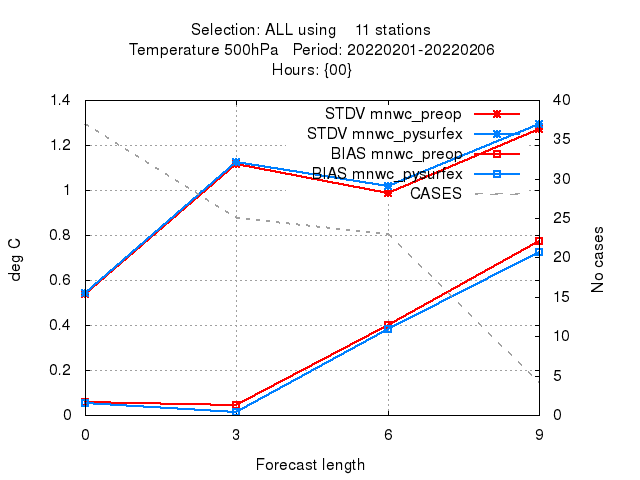 Selection: ALL using    11 stations
Temperature 500hPa   Period: 20220201-20220206
Hours: {00}
1.4
1.2
1
0.8
0.6
0.4
0.2
0
40
35
30
25
20
15
10
5
0
STDV mnwc_preop
STDV mnwc_pysurfex
BIAS mnwc_preop
BIAS mnwc_pysurfex
CASES
deg C
No cases
0 3 6 9
Forecast length